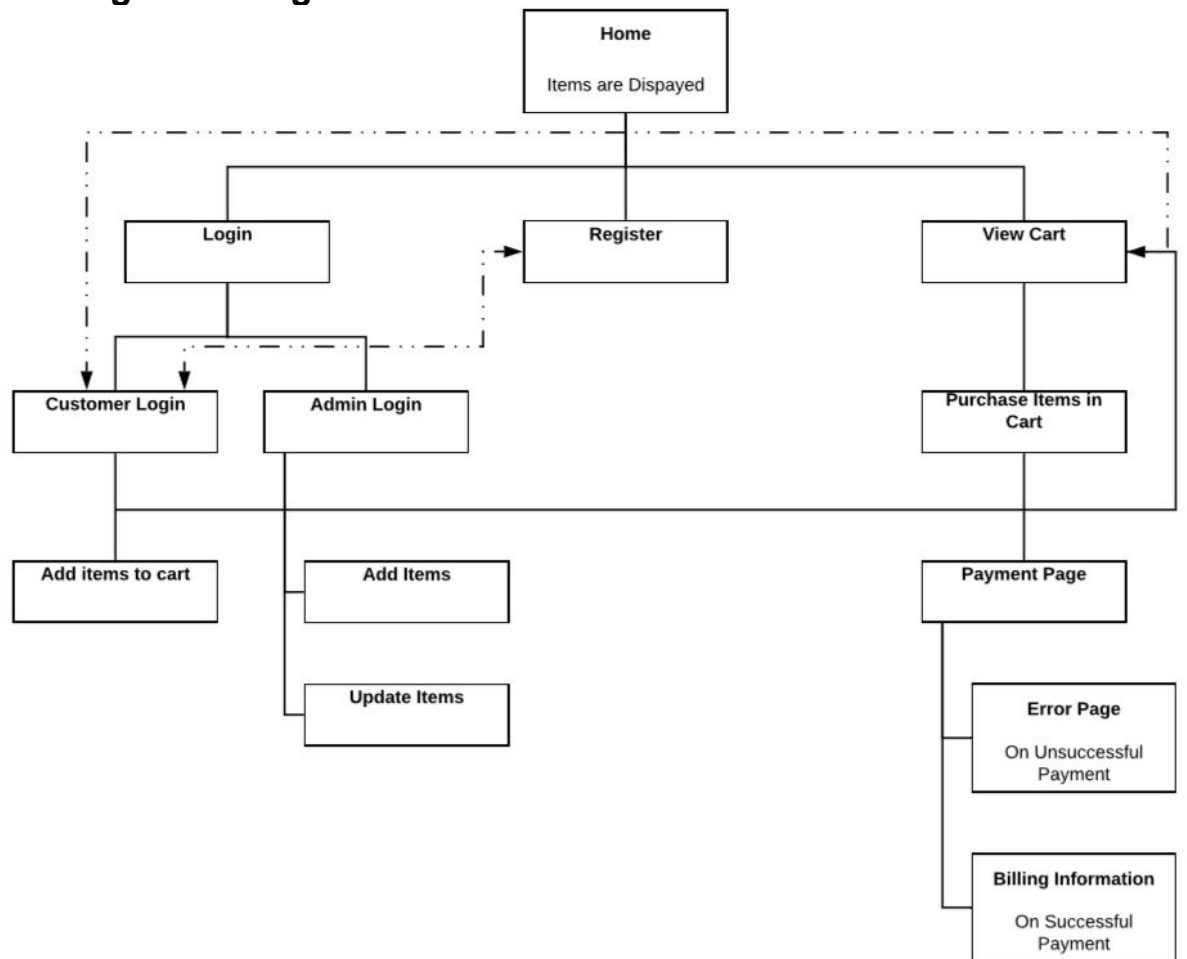 Home
Items are Dispayed
Login
Register
View Cart
Customer Login
Admin Login
Purchase Items in
Cart
Add items to cart
Add Items
Payment Page
Update Items
Error Page
On Unsuccessful
Payment
Billing Information
On Successful
Payment